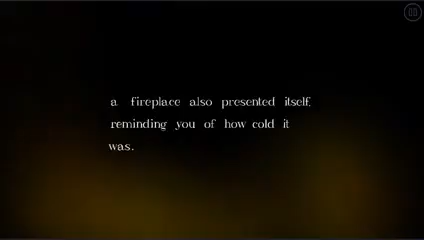 a fireplace also presented itself,
reminding you of how cold it
was.